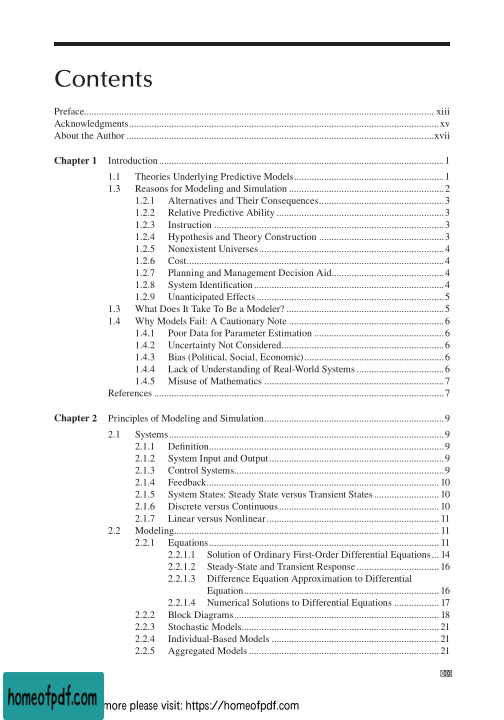 Contents
Preface.......... xiii
Acknowledgments..........xv
About the Author ..........xvii
Chapter 1 Introduction ..........1
1.1 Theories Underlying Predictive Models..........1
1.3 Reasons for Modeling and Simulation ..........2
1.2.1 Alternatives and Their Consequences..........3
1.2.2 Relative Predictive Ability ..........3
1.2.3 Instruction ..........3
1.2.4 Hypothesis and Theory Construction ..........3
1.2.5 Nonexistent Universes..........4
1.2.6 Cost..........4
1.2.7 Planning and Management Decision Aid..........4
1.2.8 System Identification ..........4
1.2.9 Unanticipated Effects ..........5
1.3 What Does It Take To Be a Modeler? ..........5
1.4 Why Models Fail: A Cautionary Note ..........6
1.4.1 Poor Data for Parameter Estimation ..........6
1.4.2 Uncertainty Not Considered..........6
1.4.3 Bias (Political, Social, Economic)..........6
1.4.4 Lack of Understanding of Real-World Systems ..........6
1.4.5 Misuse of Mathematics ..........7
References ..........7
Chapter 2 Principles of Modeling and Simulation..........9
2.1 Systems..........9
2.1.1 Definition..........9
2.1.2 System Input and Output..........9
2.1.3 Control Systems..........9
2.1.4 Feedback.......... 10
2.1.5 System States: Steady State versus Transient States .......... 10
2.1.6 Discrete versus Continuous .......... 10
2.1.7 Linear versus Nonlinear.......... 11
2.2 Modeling.......... 11
2.2.1 Equations.......... 11
2.2.1.1 Solution of Ordinary First-Order Differential Equations... 14
2.2.1.2 Steady-State and Transient Response .......... 16
2.2.1.3 Difference Equation Approximation to Differential
Equation.......... 16
2.2.1.4 Numerical Solutions to Differential Equations .......... 17
2.2.2 Block Diagrams .......... 18
2.2.3 Stochastic Models.......... 21
2.2.4 Individual-Based Models .......... 21
2.2.5 Aggregated Models .......... 21
homeofpdf.com
more please visit: https://homeofpdf.com